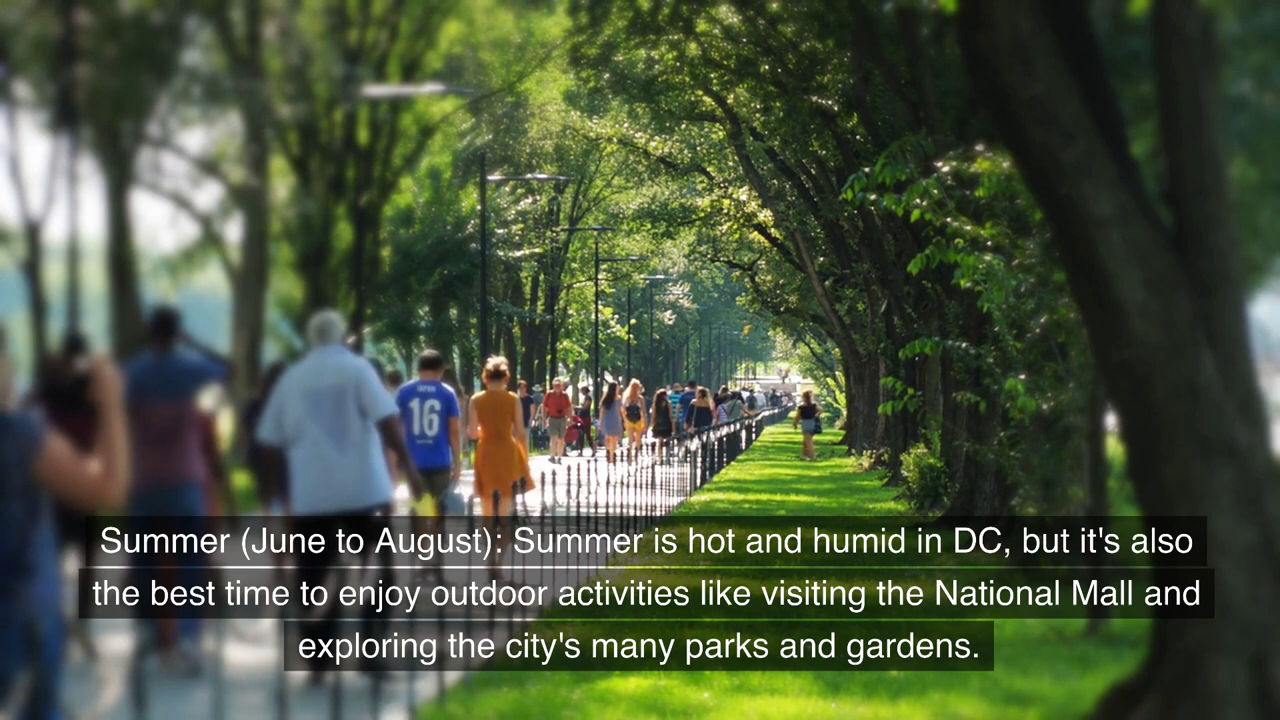 16
Summer (June to August): Summer is hot and humid in DC, but it's also
the best time to enjoy outdoor activities like visiting the National Mall and
exploring the city's many parks and gardens.